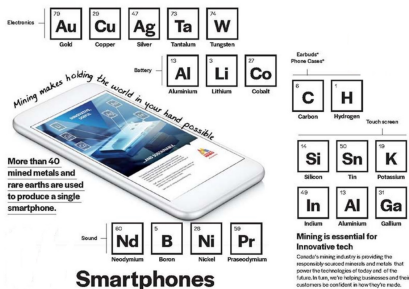 Electronics
79 29 47 73 74
Au Cu Ag Ta W
Gold Copper Silver Tantalum Tungsten
Battery
13 3 27
Al Li Co
Aluminium Lithium Cobalt
Earbuds*
Phone Cases*
6 1
C H
Carbon Hydrogen
Mining makes holding the world in your hand possible
Touch screen
14 50 19
Si Sn K
Silicon Tin Potassium
More than 40
mined metals and
rare earths are used
to produce a single
smartphone.
49 13 31
In Al Ga
Indium Aluminium Gallium
Sound
60 5 28 59
Nd B Ni Pr
Neodymium Boron Nickel Praseodymium
Smartphones
Mining is essential for
Innovative tech
Canada's mining industry is providing the
responsibly sourced minerals and metals that
power the technologies of today and of the
future. In turn, we're helping businesses and their
customers be confident in how they're made.